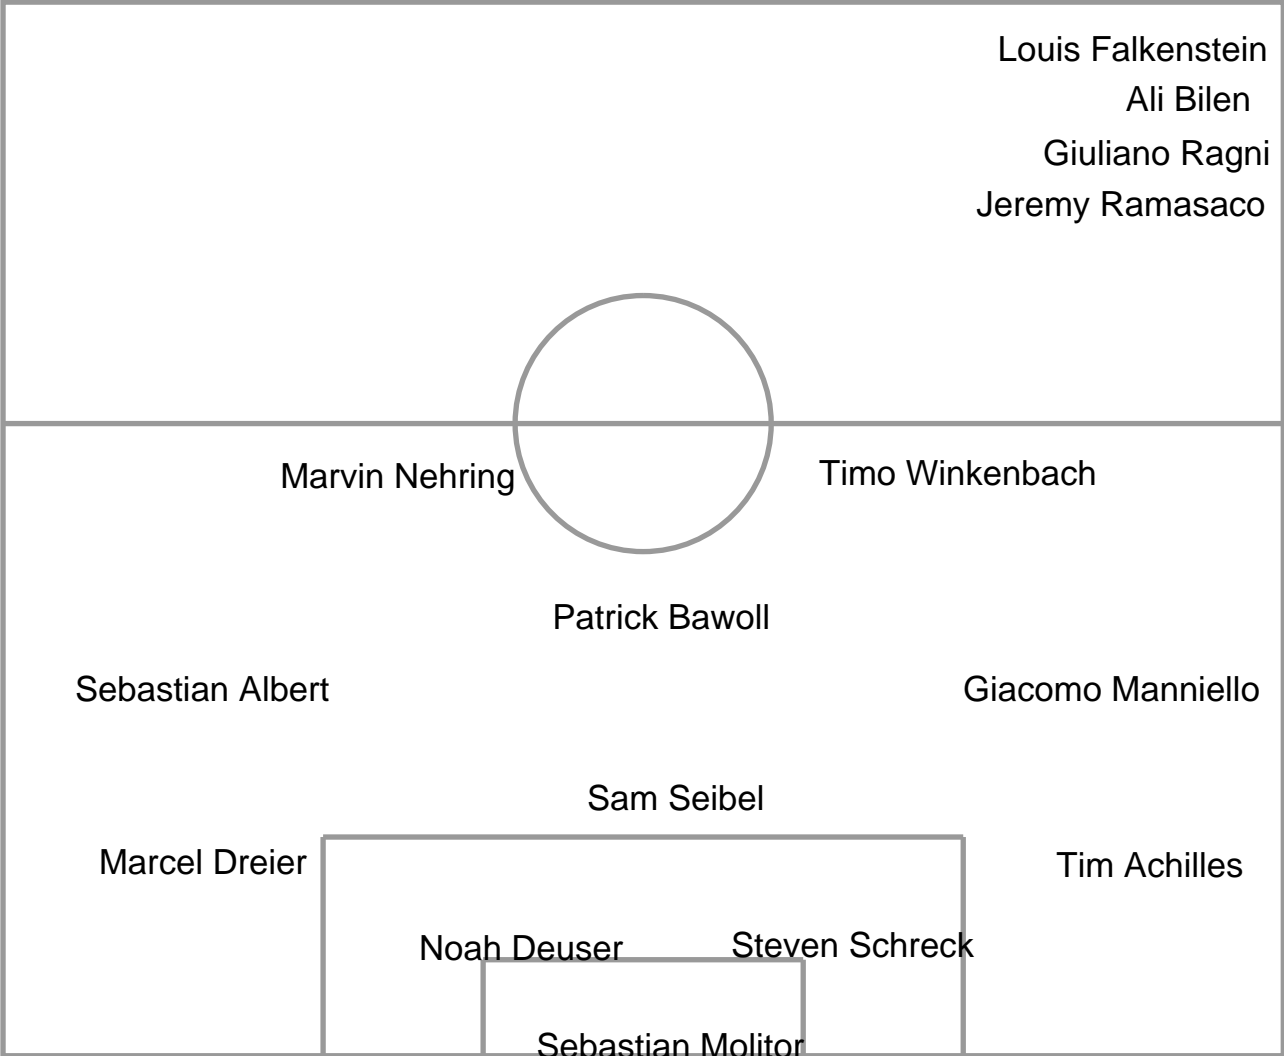 Louis Falkenstein
Ali Bilen
Giuliano Ragni
Jeremy Ramasaco
Marvin Nehring
Timo Winkenbach
Patrick Bawoll
Sebastian Albert
Giacomo Manniello
Sam Seibel
Marcel Dreier
Tim Achilles
Noah Deuser
Steven Schreck
Sebastian Molitor